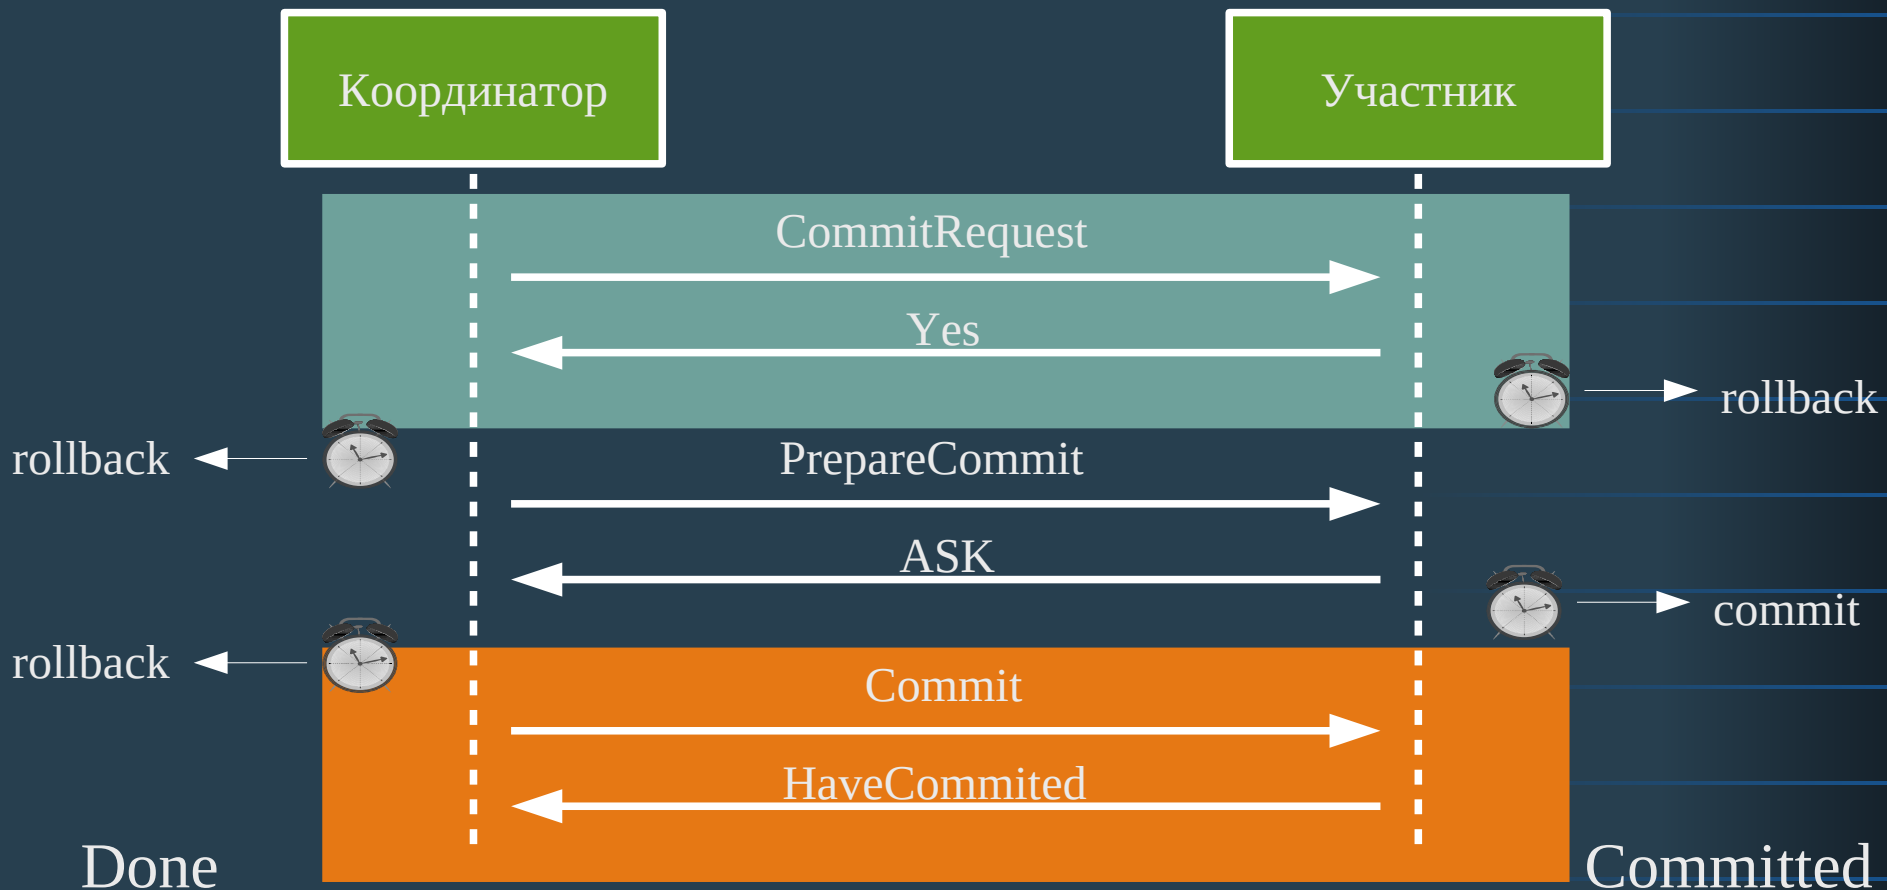 Координатор
Участник
CommitRequest
Yes
rollback
rollback
PrepareCommit
ASK
commit
rollback
Commit
HaveCommited
Done
Committed